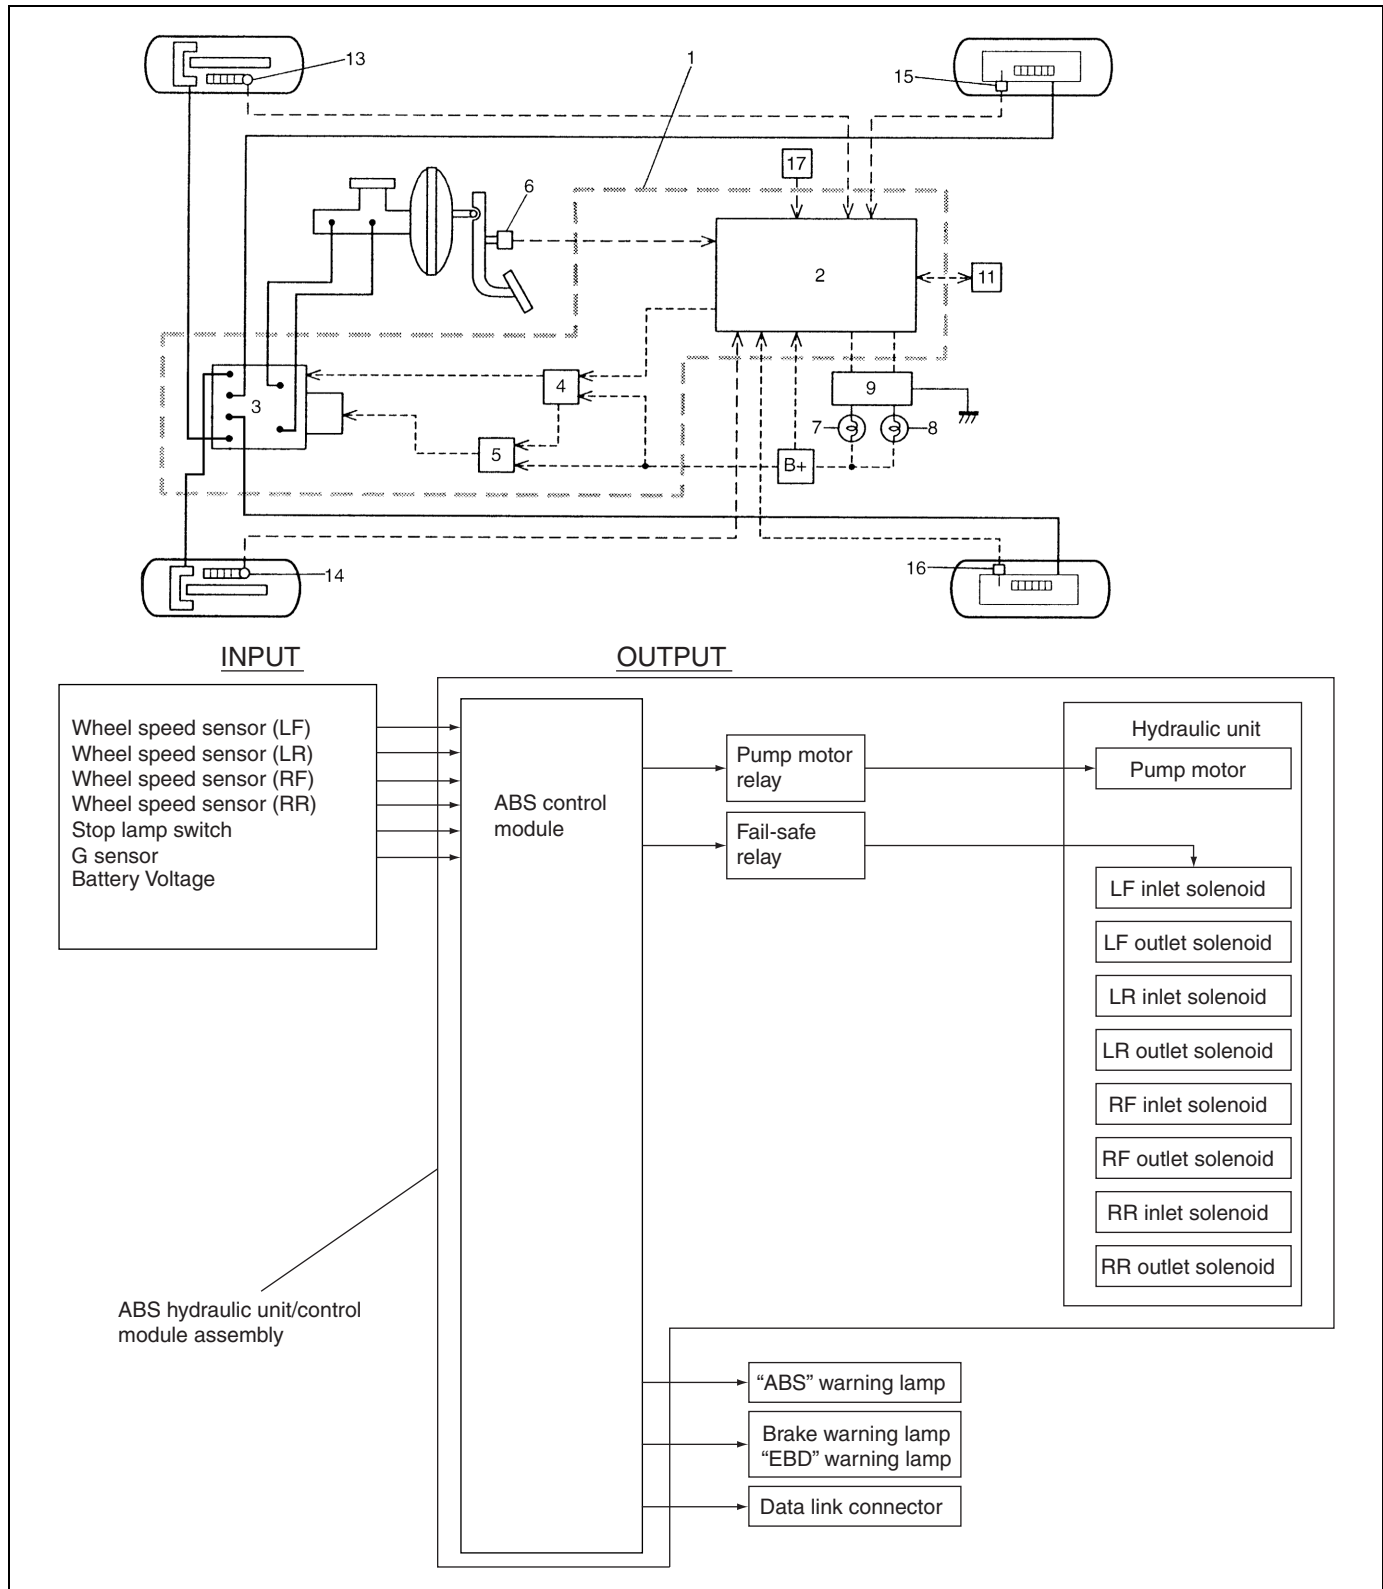 13
1
15
17
6
2
11
4
9
3
7
8
5
B+
16
14
INPUT
OUTPUT
Wheel speed sensor (LF)
Wheel speed sensor (LR)
Wheel speed sensor (RF)
Wheel speed sensor (RR)
Stop lamp switch
G sensor
Battery Voltage
ABS control
module
Pump motor
relay
Fail-safe
relay
Hydraulic unit
Pump motor
LF inlet solenoid
LF outlet solenoid
LR inlet solenoid
LR outlet solenoid
RF inlet solenoid
RF outlet solenoid
RR inlet solenoid
RR outlet solenoid
ABS hydraulic unit/control
module assembly
“ABS” warning lamp
Brake warning lamp
“EBD” warning lamp
Data link connector